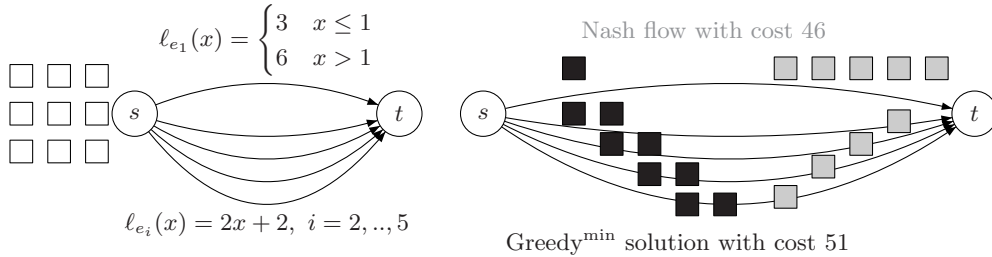 ℓ_{e_1}(x) = { 3 x ≤ 1
6 x > 1
s t
ℓ_{e_i}(x) = 2x + 2, i = 2, .., 5
Nash flow with cost 46
s t
Greedy^{min} solution with cost 51